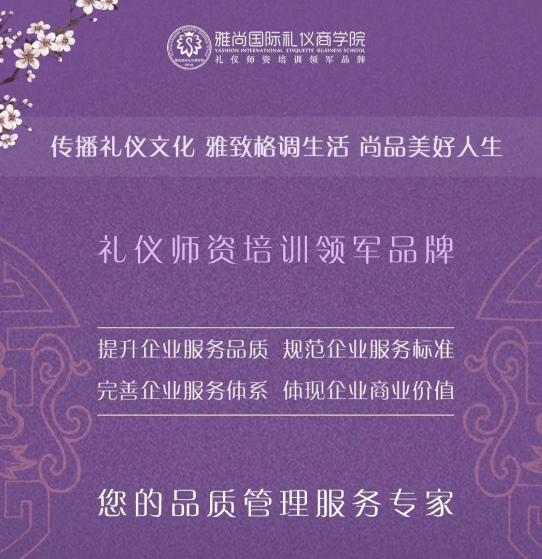 雅尚国际礼仪商学院
YASHION INTERNATIONAL ETIQUETTE BUSINESS SCHOOL
礼仪师资培训领军品牌
传播礼仪文化 雅致格调生活 尚品美好人生
礼仪师资培训领军品牌
提升企业服务品质 规范企业服务标准
完善企业服务体系 体现企业商业价值
您的品质管理服务专家